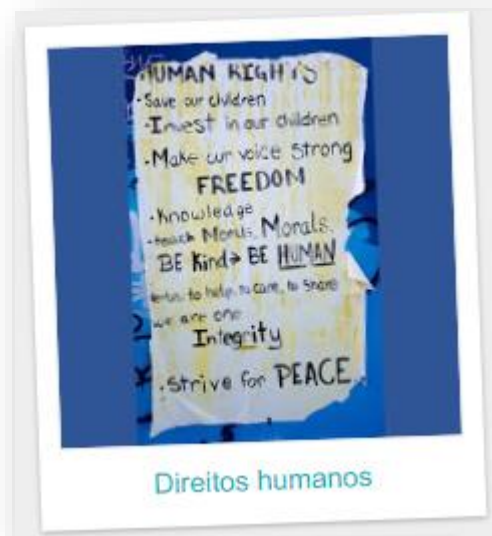 HUMAN RIGHTS
·Save our children
·Invest in our children
·Make our voice Strong
FREEDOM
·Knowledge
·teach Morals, Morals,
BE Kind→ BE HUMAN
to help, to care, to share
we are one
Integrity
·Strive for PEACE
Direitos humanos